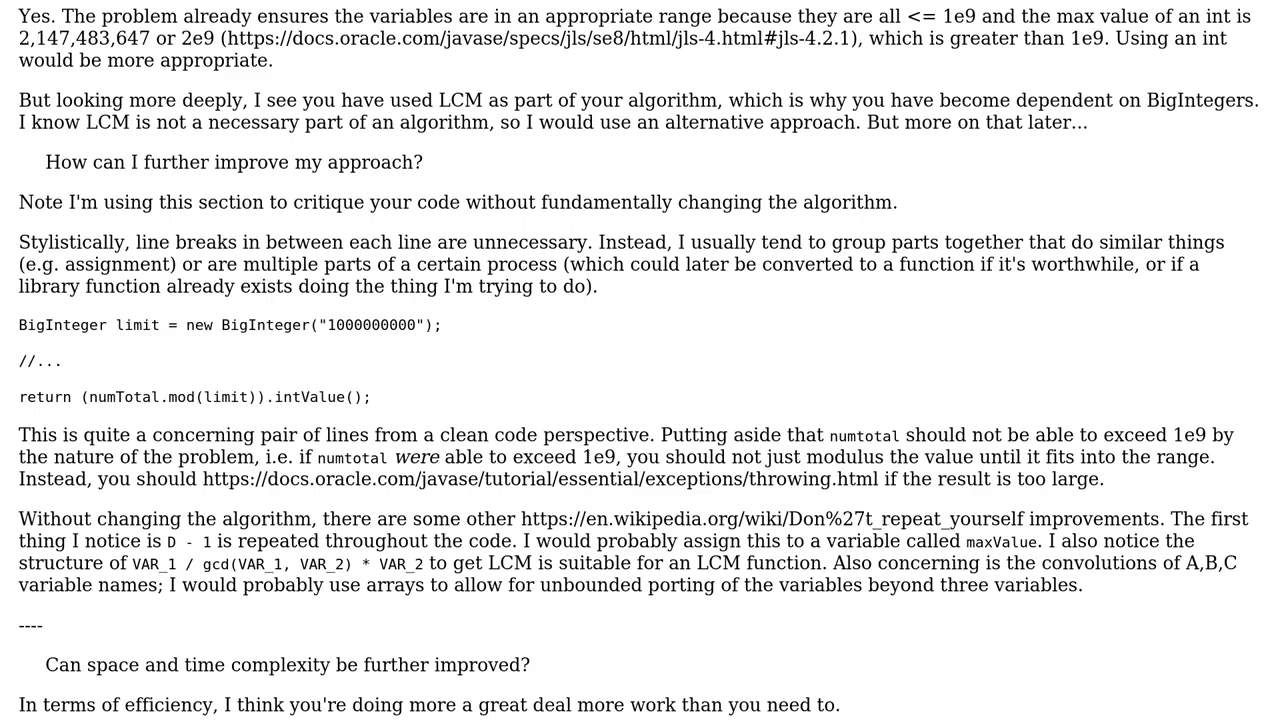 Yes. The problem already ensures the variables are in an appropriate range because they are all <= 1e9 and the max value of an int is
2,147,483,647 or 2e9 (https://docs.oracle.com/javase/specs/jls/se8/html/jls-4.html#jls-4.2.1), which is greater than 1e9. Using an int
would be more appropriate.
But looking more deeply, I see you have used LCM as part of your algorithm, which is why you have become dependent on BigIntegers.
I know LCM is not a necessary part of an algorithm, so I would use an alternative approach. But more on that later...
How can I further improve my approach?
Note I'm using this section to critique your code without fundamentally changing the algorithm.
Stylistically, line breaks in between each line are unnecessary. Instead, I usually tend to group parts together that do similar things
(e.g. assignment) or are multiple parts of a certain process (which could later be converted to a function if it's worthwhile, or if a
library function already exists doing the thing I'm trying to do).
BigInteger limit = new BigInteger("1000000000");
//...
return (numTotal.mod(limit)).intValue();
This is quite a concerning pair of lines from a clean code perspective. Putting aside that numtotal should not be able to exceed 1e9 by
the nature of the problem, i.e. if numtotal were able to exceed 1e9, you should not just modulus the value until it fits into the range.
Instead, you should https://docs.oracle.com/javase/tutorial/essential/exceptions/throwing.html if the result is too large.
Without changing the algorithm, there are some other https://en.wikipedia.org/wiki/Don%27t_repeat_yourself improvements. The first
thing I notice is D - 1 is repeated throughout the code. I would probably assign this to a variable called maxValue. I also notice the
structure of VAR_1 / gcd(VAR_1, VAR_2) * VAR_2 to get LCM is suitable for an LCM function. Also concerning is the convolutions of A,B,C
variable names; I would probably use arrays to allow for unbounded porting of the variables beyond three variables.
----
Can space and time complexity be further improved?
In terms of efficiency, I think you're doing more a great deal more work than you need to.